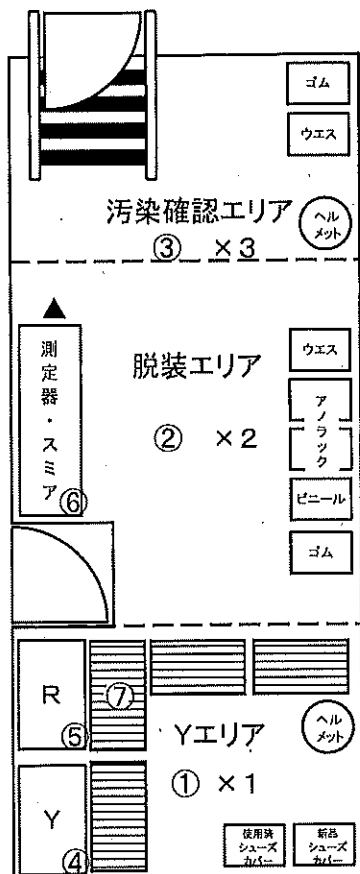 ゴム
ウエス
汚染確認エリア
ヘル
メット
③ ×3
▲
測定器・スミア
⑥
脱装エリア
② ×2
ウエス
アノラック
ビニール
ゴム
R
⑤
⑦
Yエリア
ヘル
メット
① ×1
Y
④
使用済
シューズ
カバー
新品
シューズ
カバー